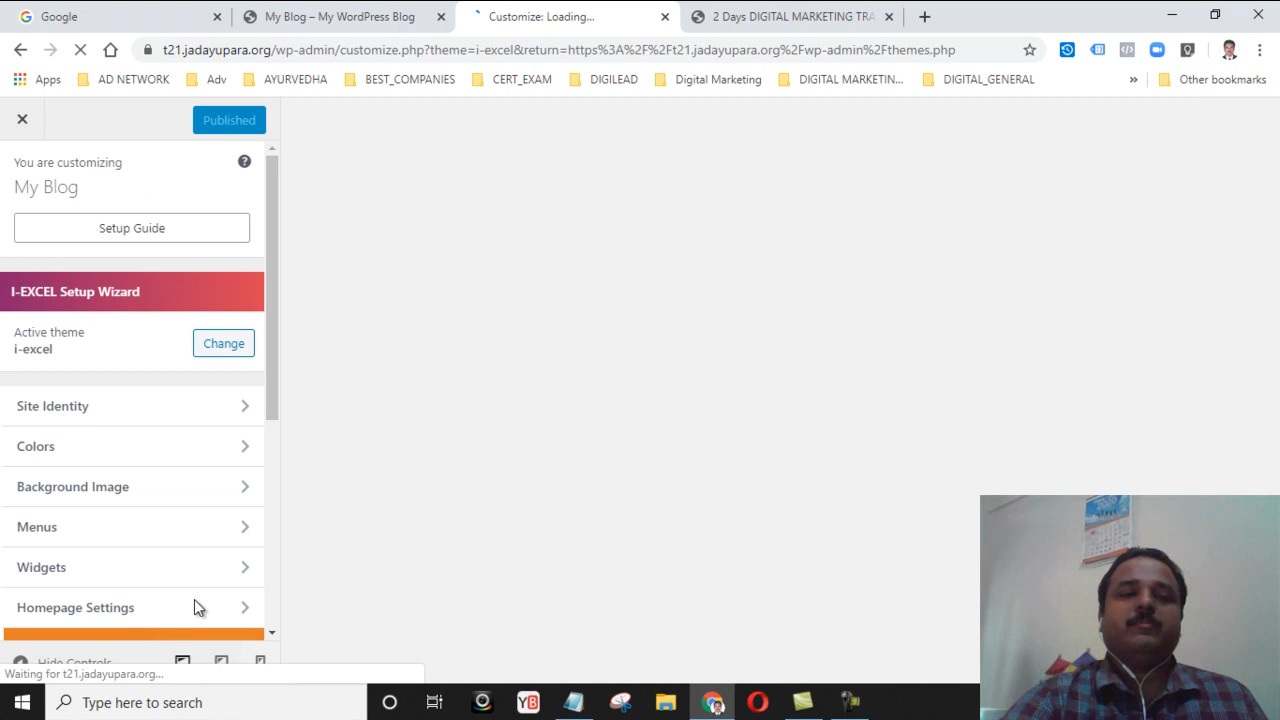 Google
My Blog – My WordPress Blog
Customize: Loading...
2 Days DIGITAL MARKETING TRA
t21.jadayupara.org/wp-admin/customize.php?theme=i-excel&return=https%3A%2F%2Ft21.jadayupara.org%2Fwp-admin%2Fthemes.php
Apps
AD NETWORK
Adv
AYURVEDHA
BEST_COMPANIES
CERT_EXAM
DIGILEAD
Digital Marketing
DIGITAL MARKETIN...
DIGITAL_GENERAL
»
Other bookmarks
Published
You are customizing
My Blog
Setup Guide
I-EXCEL Setup Wizard
Active theme
i-excel
Change
Site Identity
Colors
Background Image
Menus
Widgets
Homepage Settings
Hide Controls
Waiting for t21.jadayupara.org...
Type here to search
YB